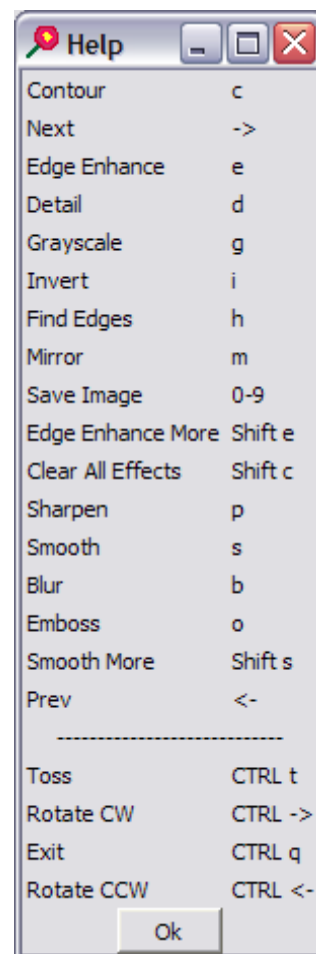 Help
Contour c
Next ->
Edge Enhance e
Detail d
Grayscale g
Invert i
Find Edges h
Mirror m
Save Image 0-9
Edge Enhance More Shift e
Clear All Effects Shift c
Sharpen p
Smooth s
Blur b
Emboss o
Smooth More Shift s
Prev <-
----------------------------
Toss CTRL t
Rotate CW CTRL ->
Exit CTRL q
Rotate CCW CTRL <-
Ok